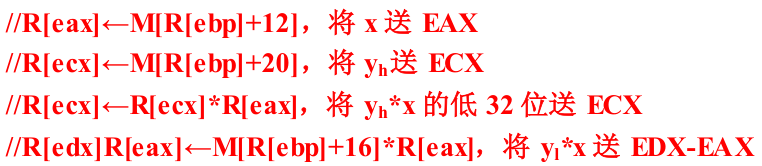 //R[eax]←M[R[ebp]+12]，将 x 送 EAX
//R[ecx]←M[R[ebp]+20]，将 yh送 ECX
//R[ecx]←R[ecx]*R[eax]，将 yh*x 的低 32 位送 ECX
//R[edx]R[eax]←M[R[ebp]+16]*R[eax]，将 yl*x 送 EDX-EAX